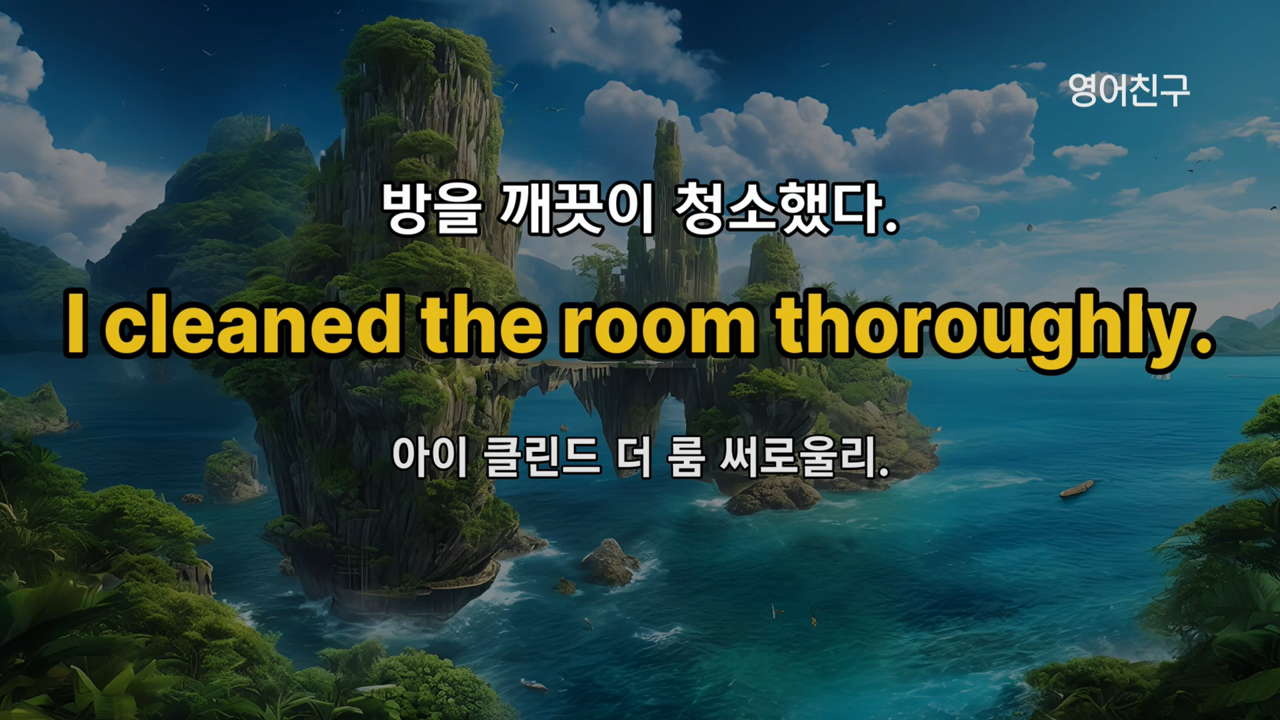 영어친구
방을 깨끗이 청소했다.
I cleaned the room thoroughly.
아이 클린드 더 룸 써로울리.